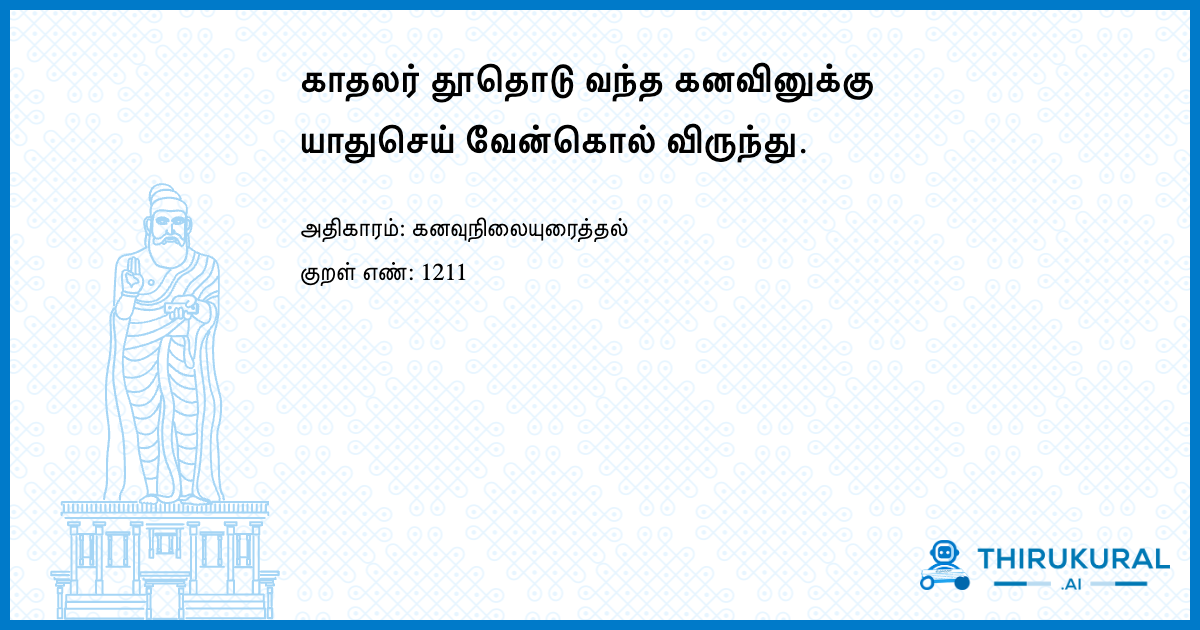 காதலர் தூதொடு வந்த கனவினுக்கு
யாதுசெய் வேன்கொல் விருந்து.
அதிகாரம்: கனவுநிலையுரைத்தல்
குறள் எண்: 1211
THIRUKURAL
.AI